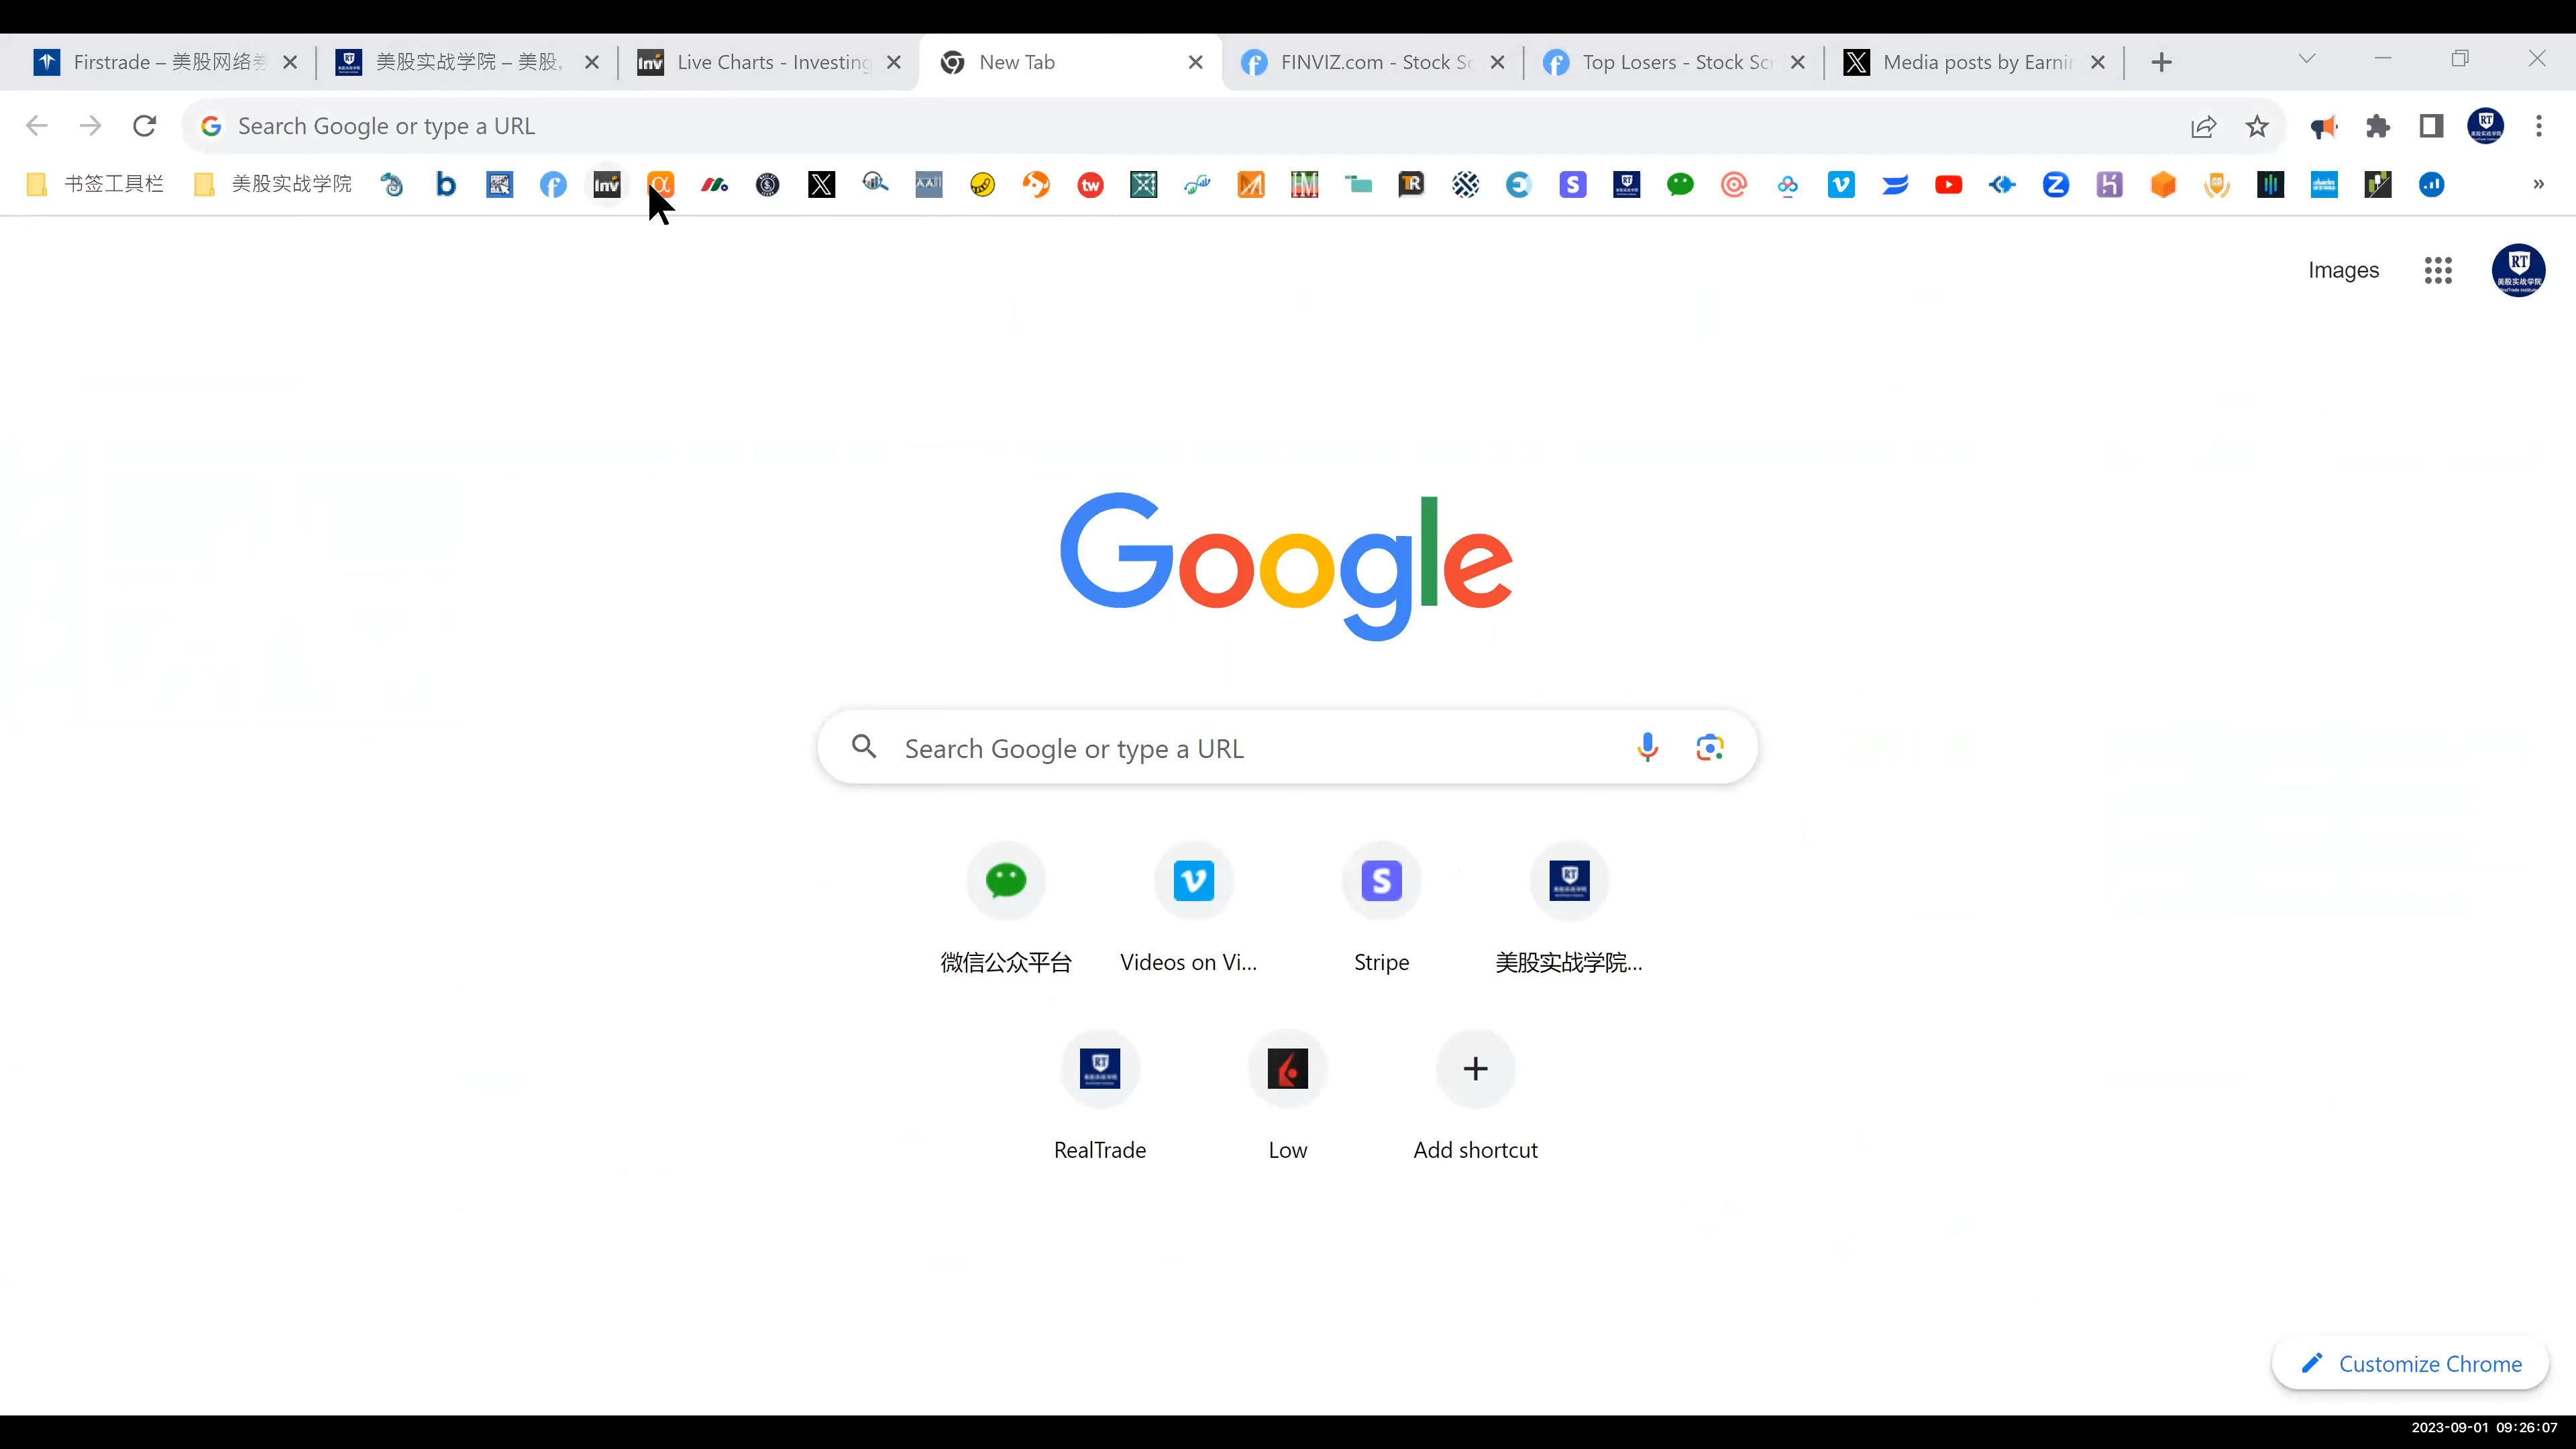 Firstrade – 美股网络
美股实战学院 – 美股,
Live Charts - Investing
New Tab
FINVIZ.com - Stock Sc
Top Losers - Stock Scr
Media posts by Earnin
Search Google or type a URL
书签工具栏
美股实战学院
Images
Google
Search Google or type a URL
微信公众平台
Videos on Vi...
Stripe
美股实战学院...
RealTrade
Low
Add shortcut
Customize Chrome
2023-09-01 09:26:07